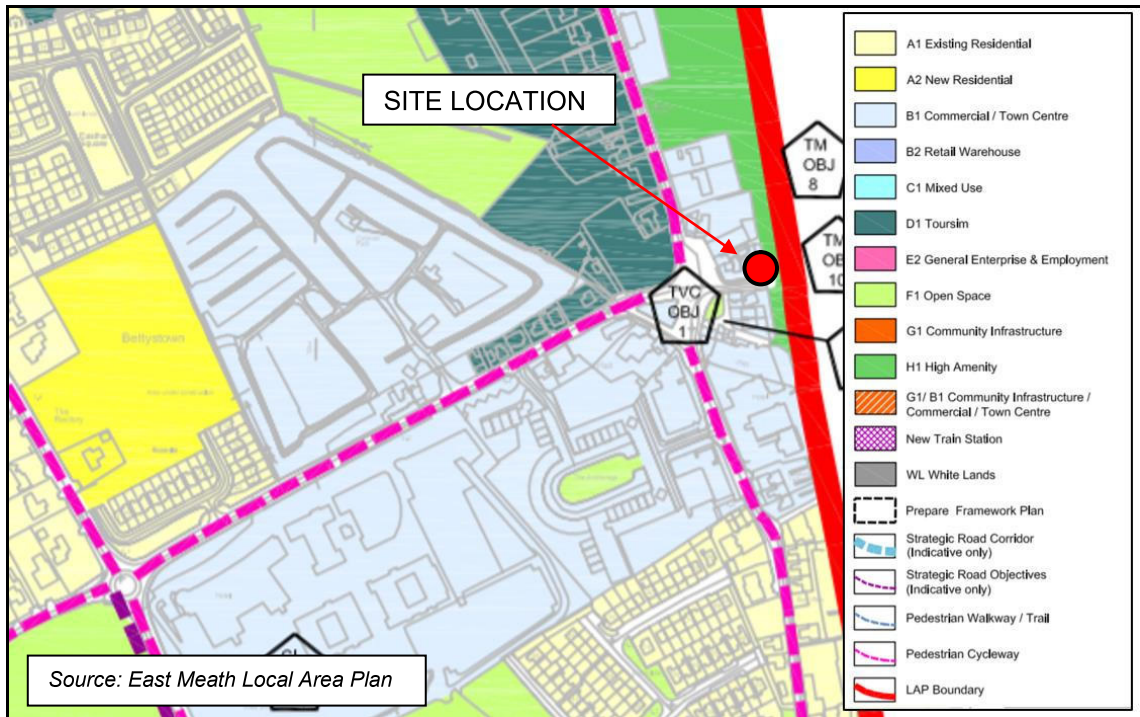 SITE LOCATION
TM
OBJ
8
TVC
OBJ
1
Bettystown
Source: East Meath Local Area Plan
A1 Existing Residential
A2 New Residential
B1 Commercial / Town Centre
B2 Retail Warehouse
C1 Mixed Use
D1 Toursim
E2 General Enterprise & Employment
F1 Open Space
G1 Community Infrastructure
H1 High Amenity
G1/ B1 Community Infrastructure /
Commercial / Town Centre
New Train Station
WL White Lands
Prepare Framework Plan
Strategic Road Corridor
(Indicative only)
Strategic Road Objectives
(Indicative only)
Pedestrian Walkway / Trail
Pedestrian Cycleway
LAP Boundary